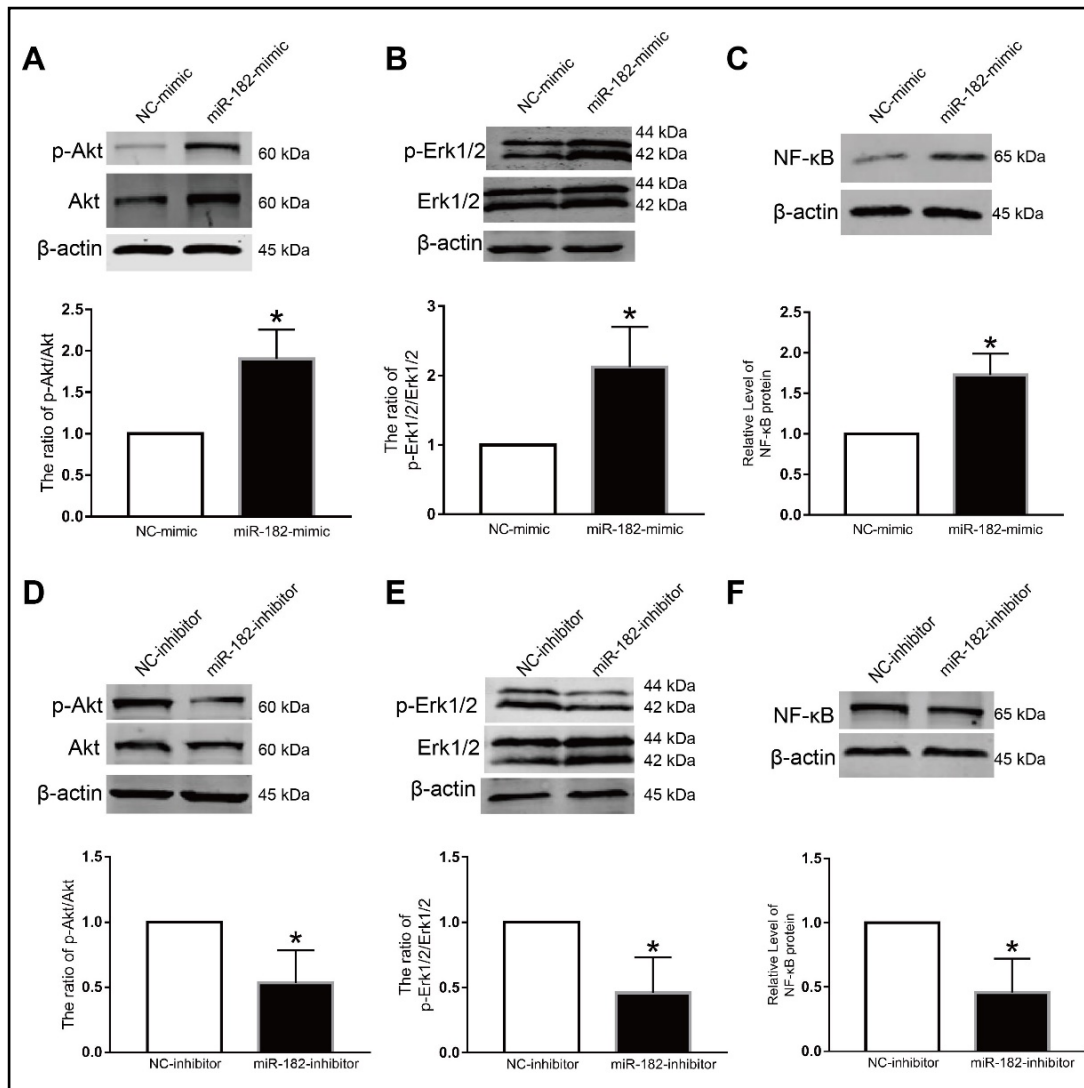 A
NC-mimic
miR-182-mimic
p-Akt
60 kDa
Akt
60 kDa
β-actin
45 kDa
The ratio of p-Akt/Akt
2.5
2.0
1.5
1.0
0.5
0.0
*
NC-mimic
miR-182-mimic
B
NC-mimic
miR-182-mimic
p-Erk1/2
44 kDa
42 kDa
Erk1/2
44 kDa
42 kDa
β-actin
45 kDa
The ratio of
p-Erk1/2/Erk1/2
3
2
1
0
*
NC-mimic
miR-182-mimic
C
NC-mimic
miR-182-mimic
NF-κB
65 kDa
β-actin
45 kDa
Relative Level of
NF-κB protein
2.5
2.0
1.5
1.0
0.5
0.0
*
NC-mimic
miR-182-mimic
D
NC-inhibitor
miR-182-inhibitor
p-Akt
60 kDa
Akt
60 kDa
β-actin
45 kDa
The ratio of p-Akt/Akt
1.5
1.0
0.5
0.0
*
NC-inhibitor
miR-182-inhibitor
E
NC-inhibitor
miR-182-inhibitor
p-Erk1/2
44 kDa
42 kDa
Erk1/2
44 kDa
42 kDa
β-actin
45 kDa
The ratio of
p-Erk1/2/Erk1/2
1.5
1.0
0.5
0.0
*
NC-inhibitor
miR-182-inhibitor
F
NC-inhibitor
miR-182-inhibitor
NF-κB
65 kDa
β-actin
45 kDa
Relative Level of
NF-κB protein
1.5
1.0
0.5
0.0
*
NC-inhibitor
miR-182-inhibitor